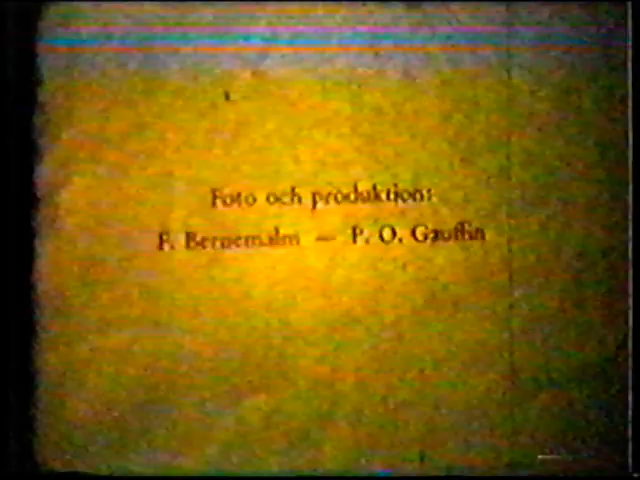 Foto och produktion:
F. Bernemalm — P. O. Gauffin